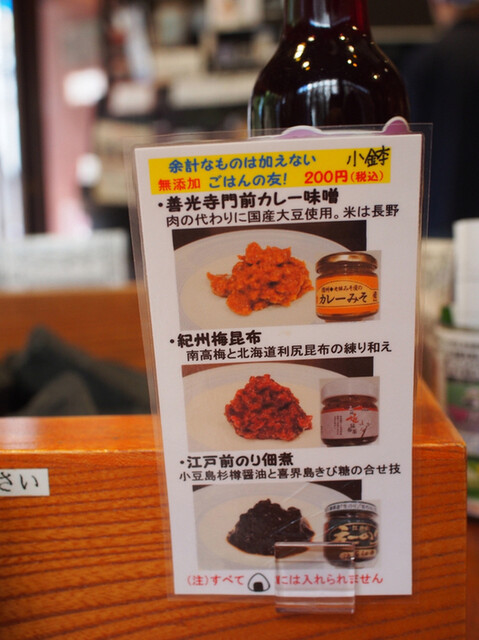 余計なものは加えない 小鉢
無添加 ごはんの友! 200円(税込)
・善光寺門前カレー味噌
肉の代わりに国産大豆使用。米は長野
カレーみそ
・紀州梅昆布
南高梅と北海道利尻昆布の練り和え
・江戸前のり佃煮
小豆島杉樽醤油と喜界島きび糖の合せ技
(注)すべて には入れられません
さい